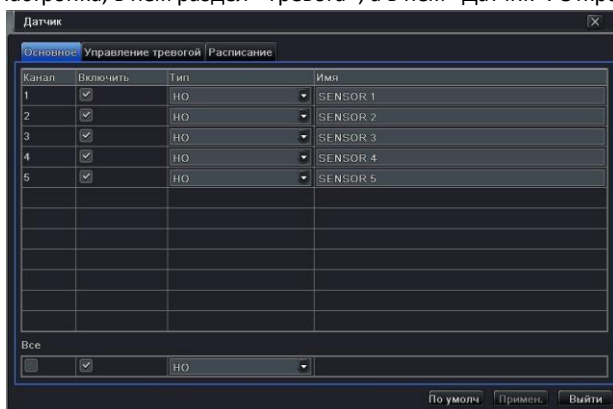 Датчик
Основное Управление тревогой Расписание
Канал Включить Тип Имя
1 НО SENSOR 1
2 НО SENSOR 2
3 НО SENSOR 3
4 НО SENSOR 4
5 НО SENSOR 5
Все
НО
По умолч Примен. Выйти